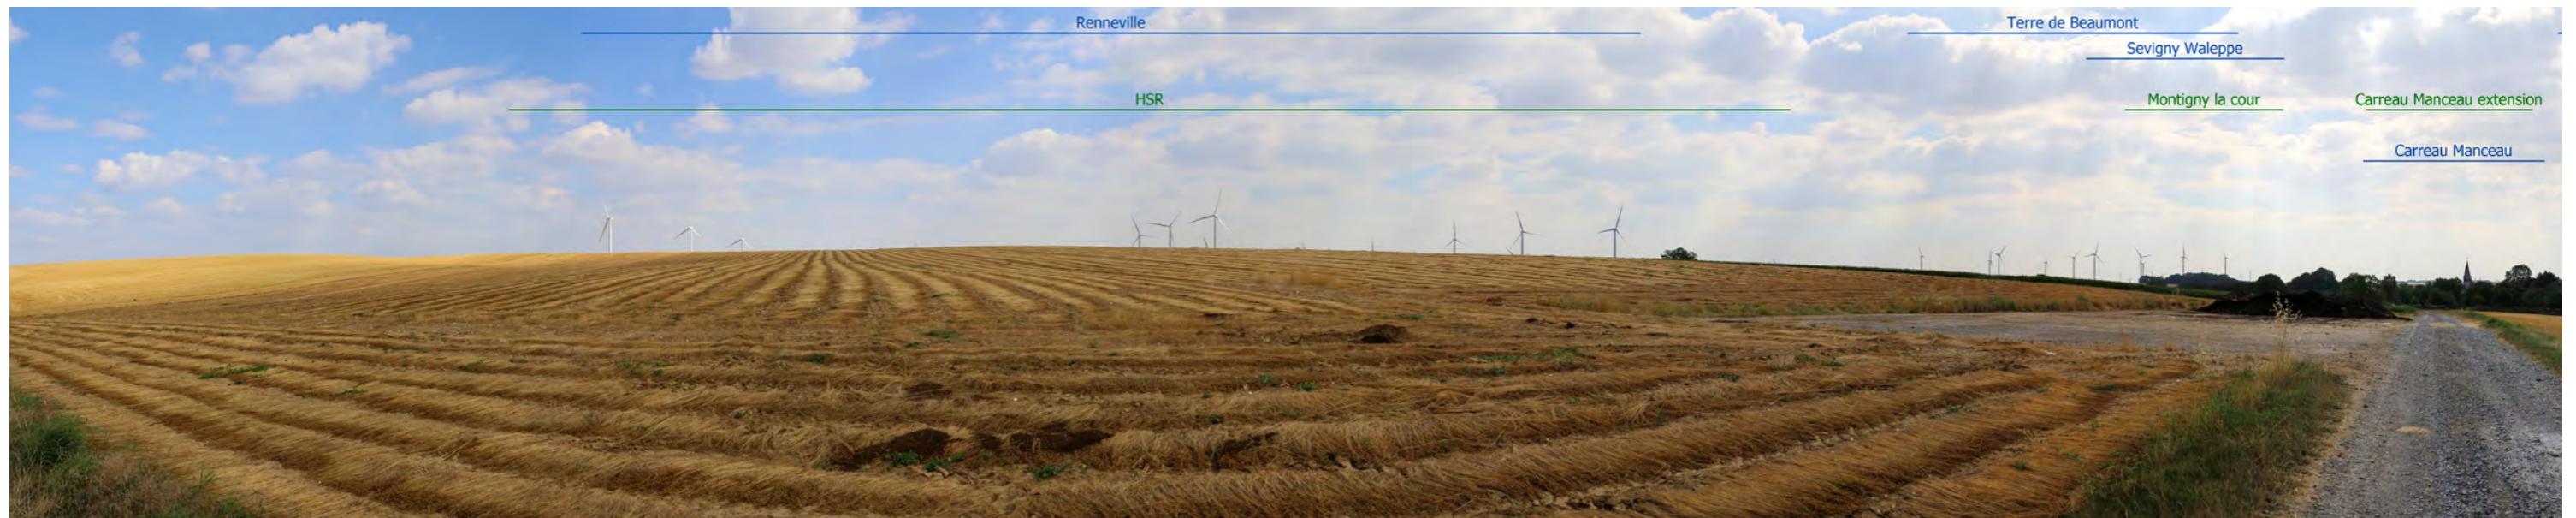 Renneville
Terre de Beaumont
Sevigny Waleppe
HSR
Montigny la cour
Carreau Manceau extension
Carreau Manceau